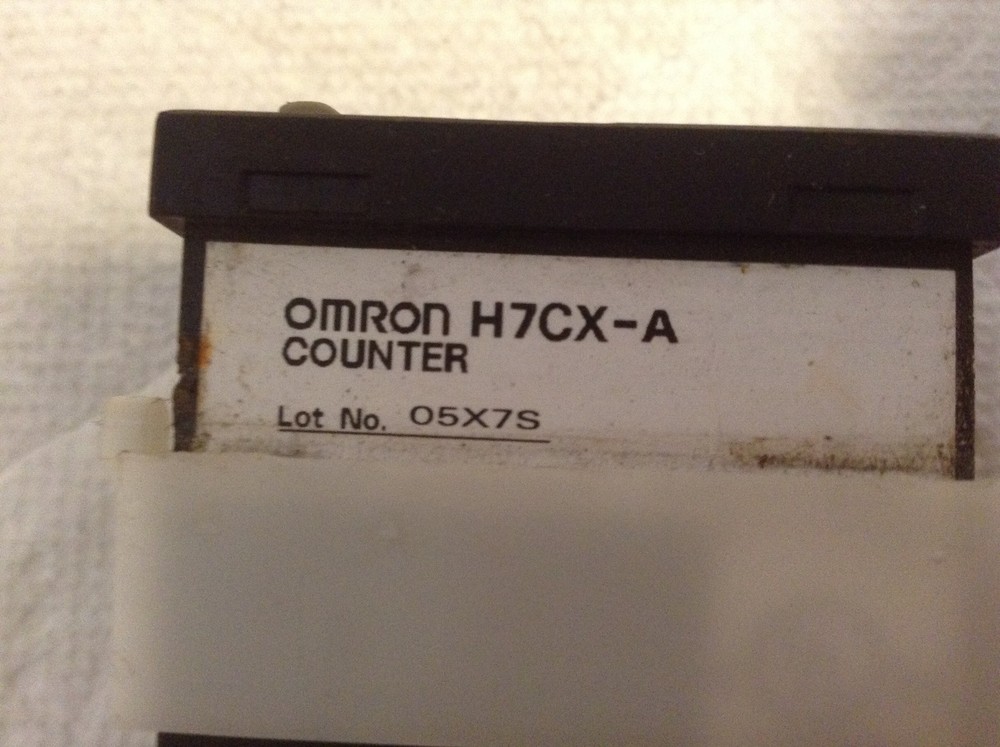 OMRON H7CX-A
COUNTER
Lot No. 05X7S